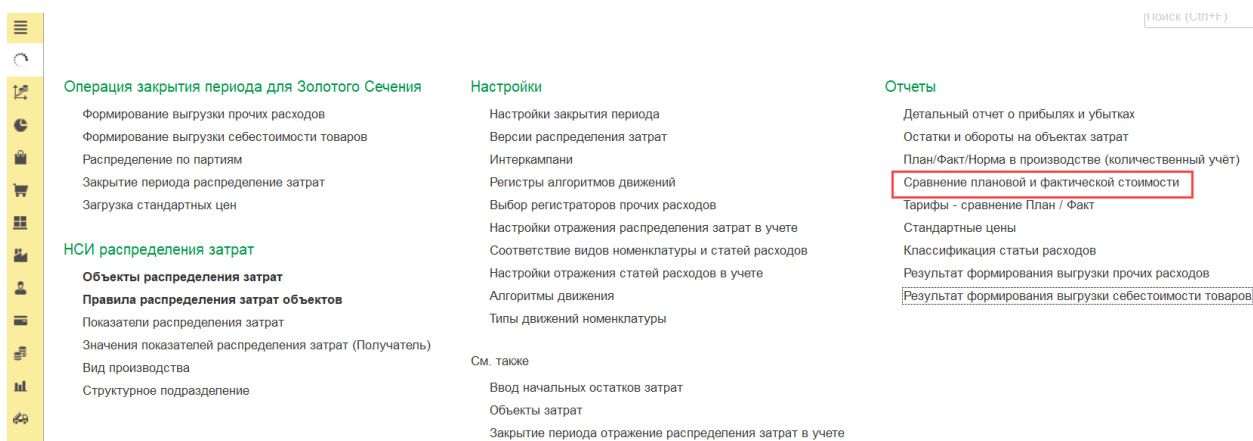 Поиск (Ctrl+F)
Операция закрытия периода для Золотого Сечения
Формирование выгрузки прочих расходов
Формирование выгрузки себестоимости товаров
Распределение по партиям
Закрытие периода распределение затрат
Загрузка стандартных цен
НСИ распределения затрат
Объекты распределения затрат
Правила распределения затрат объектов
Показатели распределения затрат
Значения показателей распределения затрат (Получатель)
Вид производства
Структурное подразделение
Настройки
Настройки закрытия периода
Версии распределения затрат
Интеркампани
Регистры алгоритмов движений
Выбор регистраторов прочих расходов
Настройки отражения распределения затрат в учете
Соответствие видов номенклатуры и статей расходов
Настройки отражения статей расходов в учете
Алгоритмы движения
Типы движений номенклатуры
См. также
Ввод начальных остатков затрат
Объекты затрат
Закрытие периода отражение распределения затрат в учете
Отчеты
Детальный отчет о прибылях и убытках
Остатки и обороты на объектах затрат
План/Факт/Норма в производстве (количественный учёт)
Сравнение плановой и фактической стоимости
Тарифы - сравнение План / Факт
Стандартные цены
Классификация статьи расходов
Результат формирования выгрузки прочих расходов
Результат формирования выгрузки себестоимости товаров